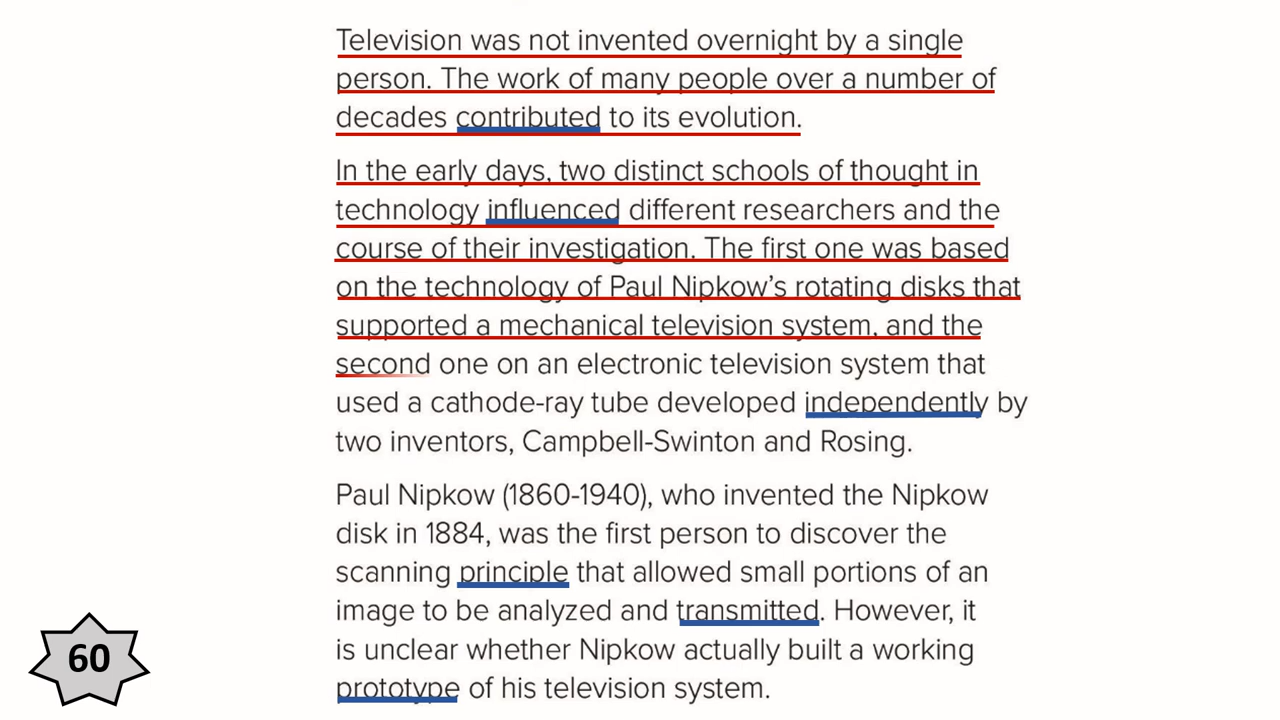 Television was not invented overnight by a single
person. The work of many people over a number of
decades contributed to its evolution.
In the early days, two distinct schools of thought in
technology influenced different researchers and the
course of their investigation. The first one was based
on the technology of Paul Nipkow’s rotating disks that
supported a mechanical television system, and the
second one on an electronic television system that
used a cathode-ray tube developed independently by
two inventors, Campbell-Swinton and Rosing.
Paul Nipkow (1860-1940), who invented the Nipkow
disk in 1884, was the first person to discover the
scanning principle that allowed small portions of an
image to be analyzed and transmitted. However, it
is unclear whether Nipkow actually built a working
prototype of his television system.
60